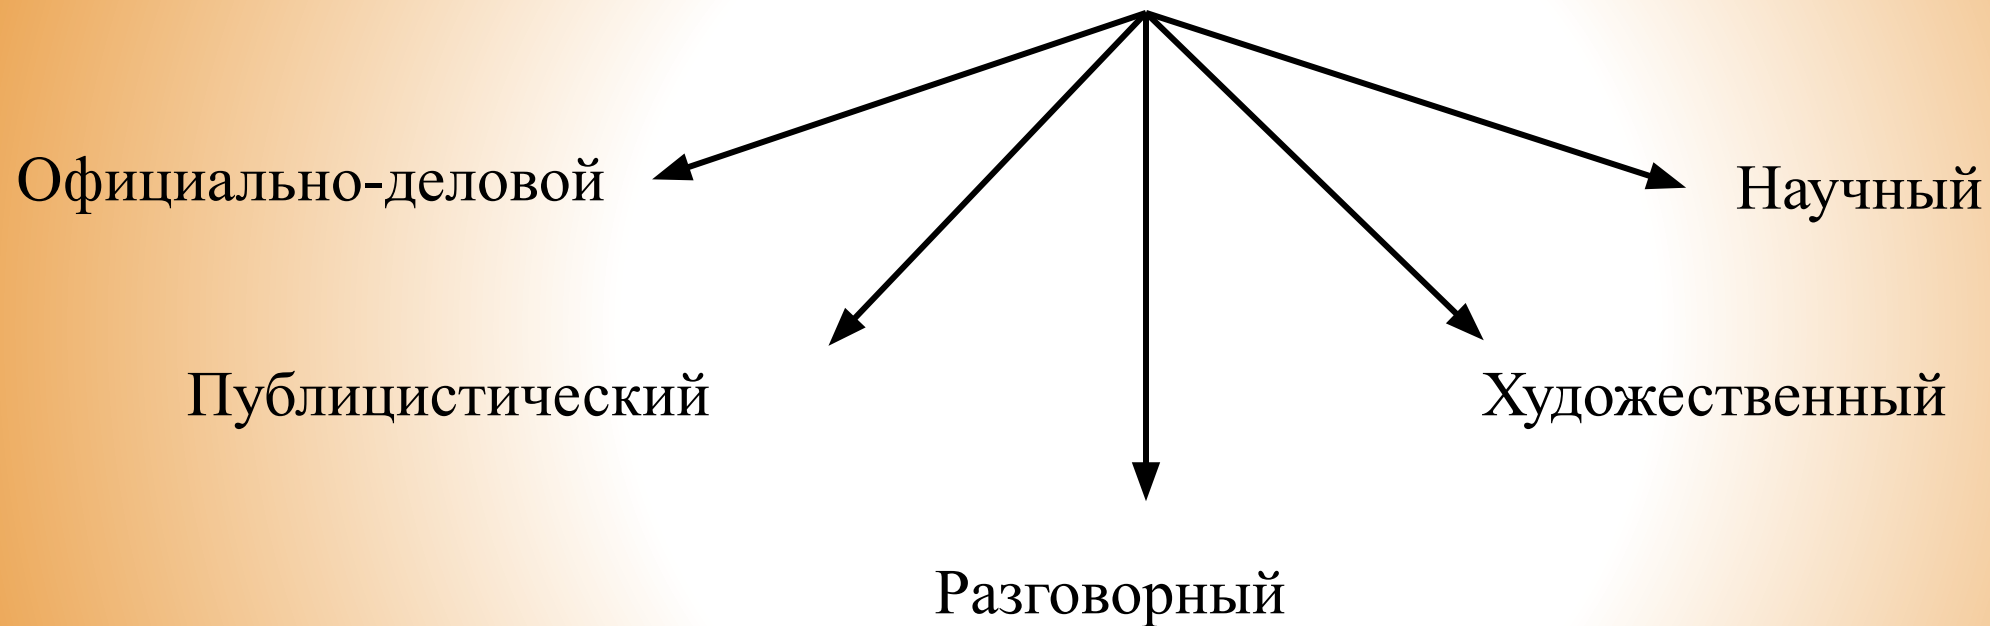 Официально-деловой
Научный
Публицистический
Художественный
Разговорный